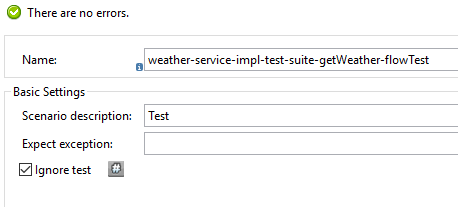 There are no errors.
Name: weather-service-impl-test-suite-getWeather-flowTest
Basic Settings
Scenario description: Test
Expect exception:
Ignore test #